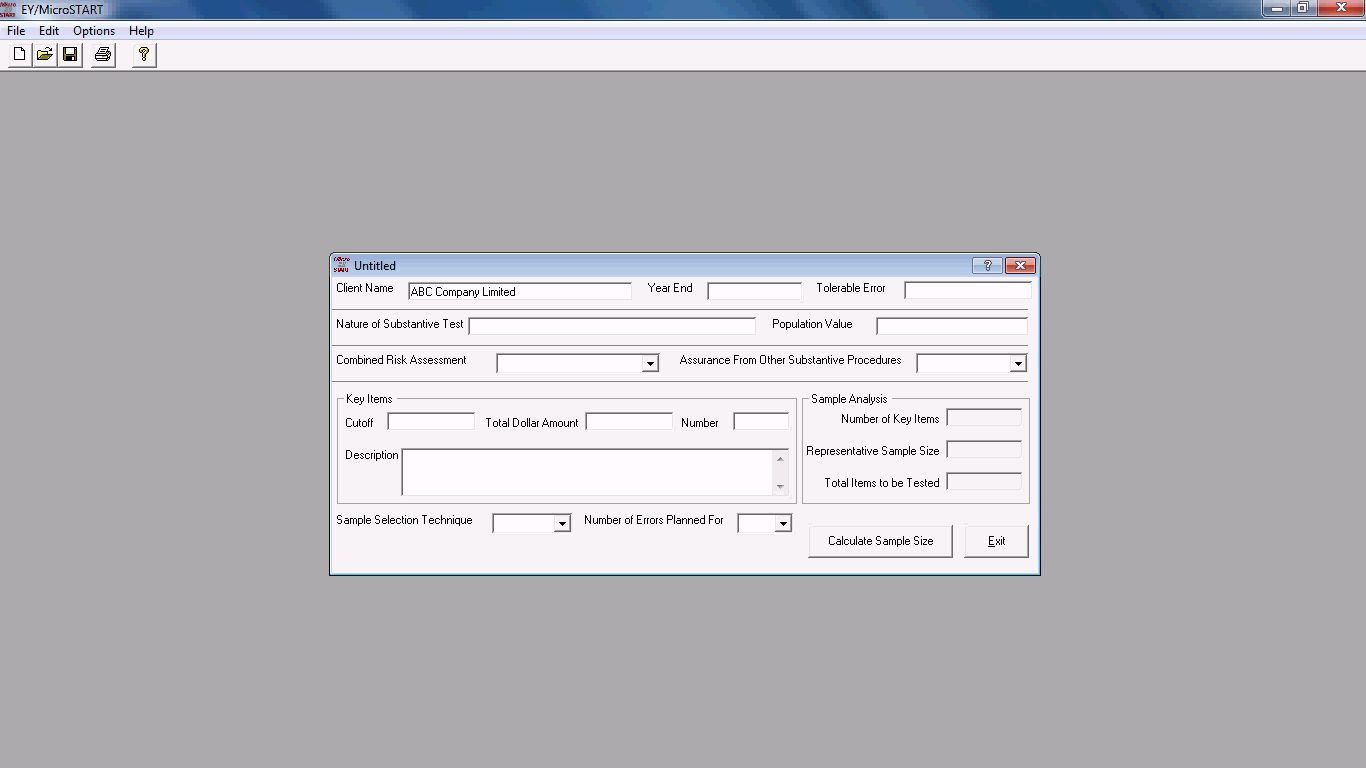 EY/MicroSTART
File Edit Options Help
Untitled
Client Name ABC Company Limited Year End Tolerable Error
Nature of Substantive Test Population Value
Combined Risk Assessment Assurance From Other Substantive Procedures
Key Items Sample Analysis
Cutoff Total Dollar Amount Number Number of Key Items
Description Representative Sample Size
Total Items to be Tested
Sample Selection Technique Number of Errors Planned For
Calculate Sample Size Exit